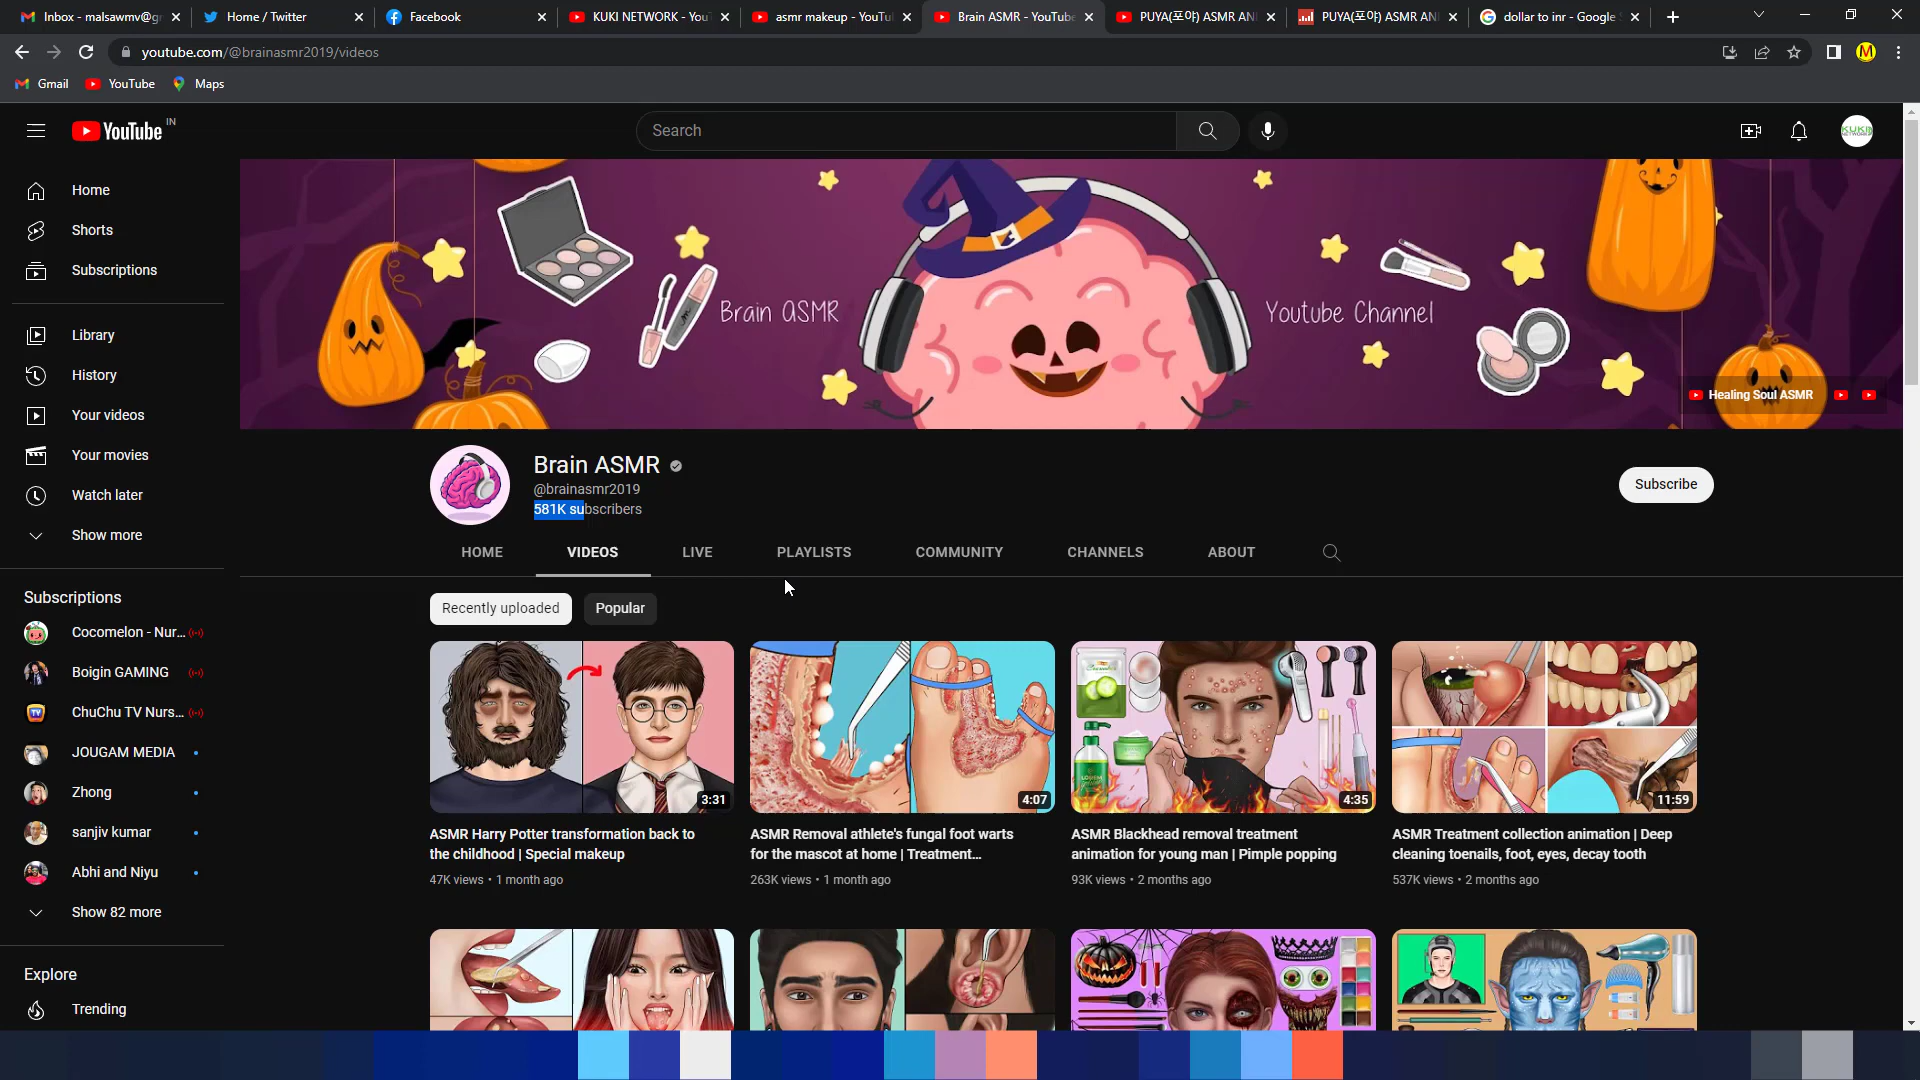 Inbox - malsawmv@g
Home / Twitter
Facebook
KUKI NETWORK - You
asmr makeup - YouTu
Brain ASMR - YouTube
PUYA(포야) ASMR AN
PUYA(포야) ASMR AN
dollar to inr - Google
youtube.com/@brainasmr2019/videos
M
Gmail
YouTube
Maps
YouTube IN
Search
KUKI
Home
Shorts
Subscriptions
Library
History
Your videos
Your movies
Watch later
Show more
Subscriptions
Cocomelon - Nur...
Boigin GAMING
ChuChu TV Nurs...
JOUGAM MEDIA
Zhong
sanjiv kumar
Abhi and Niyu
Show 82 more
Explore
Trending
Brain ASMR
Youtube Channel
Healing Soul ASMR
Brain ASMR
@brainasmr2019
581K subscribers
Subscribe
HOME
VIDEOS
LIVE
PLAYLISTS
COMMUNITY
CHANNELS
ABOUT
Recently uploaded
Popular
3:31
ASMR Harry Potter transformation back to
the childhood | Special makeup
47K views • 1 month ago
4:07
ASMR Removal athlete's fungal foot warts
for the mascot at home | Treatment...
263K views • 1 month ago
4:35
ASMR Blackhead removal treatment
animation for young man | Pimple popping
93K views • 2 months ago
11:59
ASMR Treatment collection animation | Deep
cleaning toenails, foot, eyes, decay tooth
537K views • 2 months ago